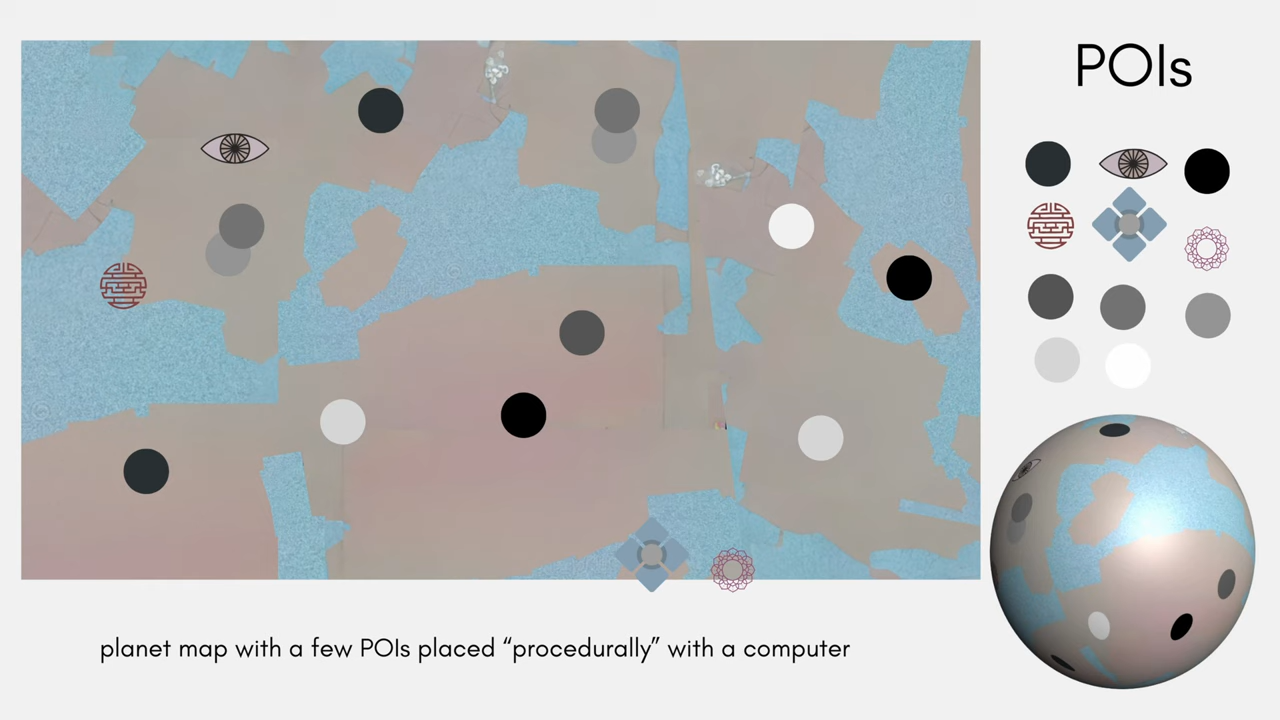 POIs
planet map with a few POIs placed “procedurally” with a computer